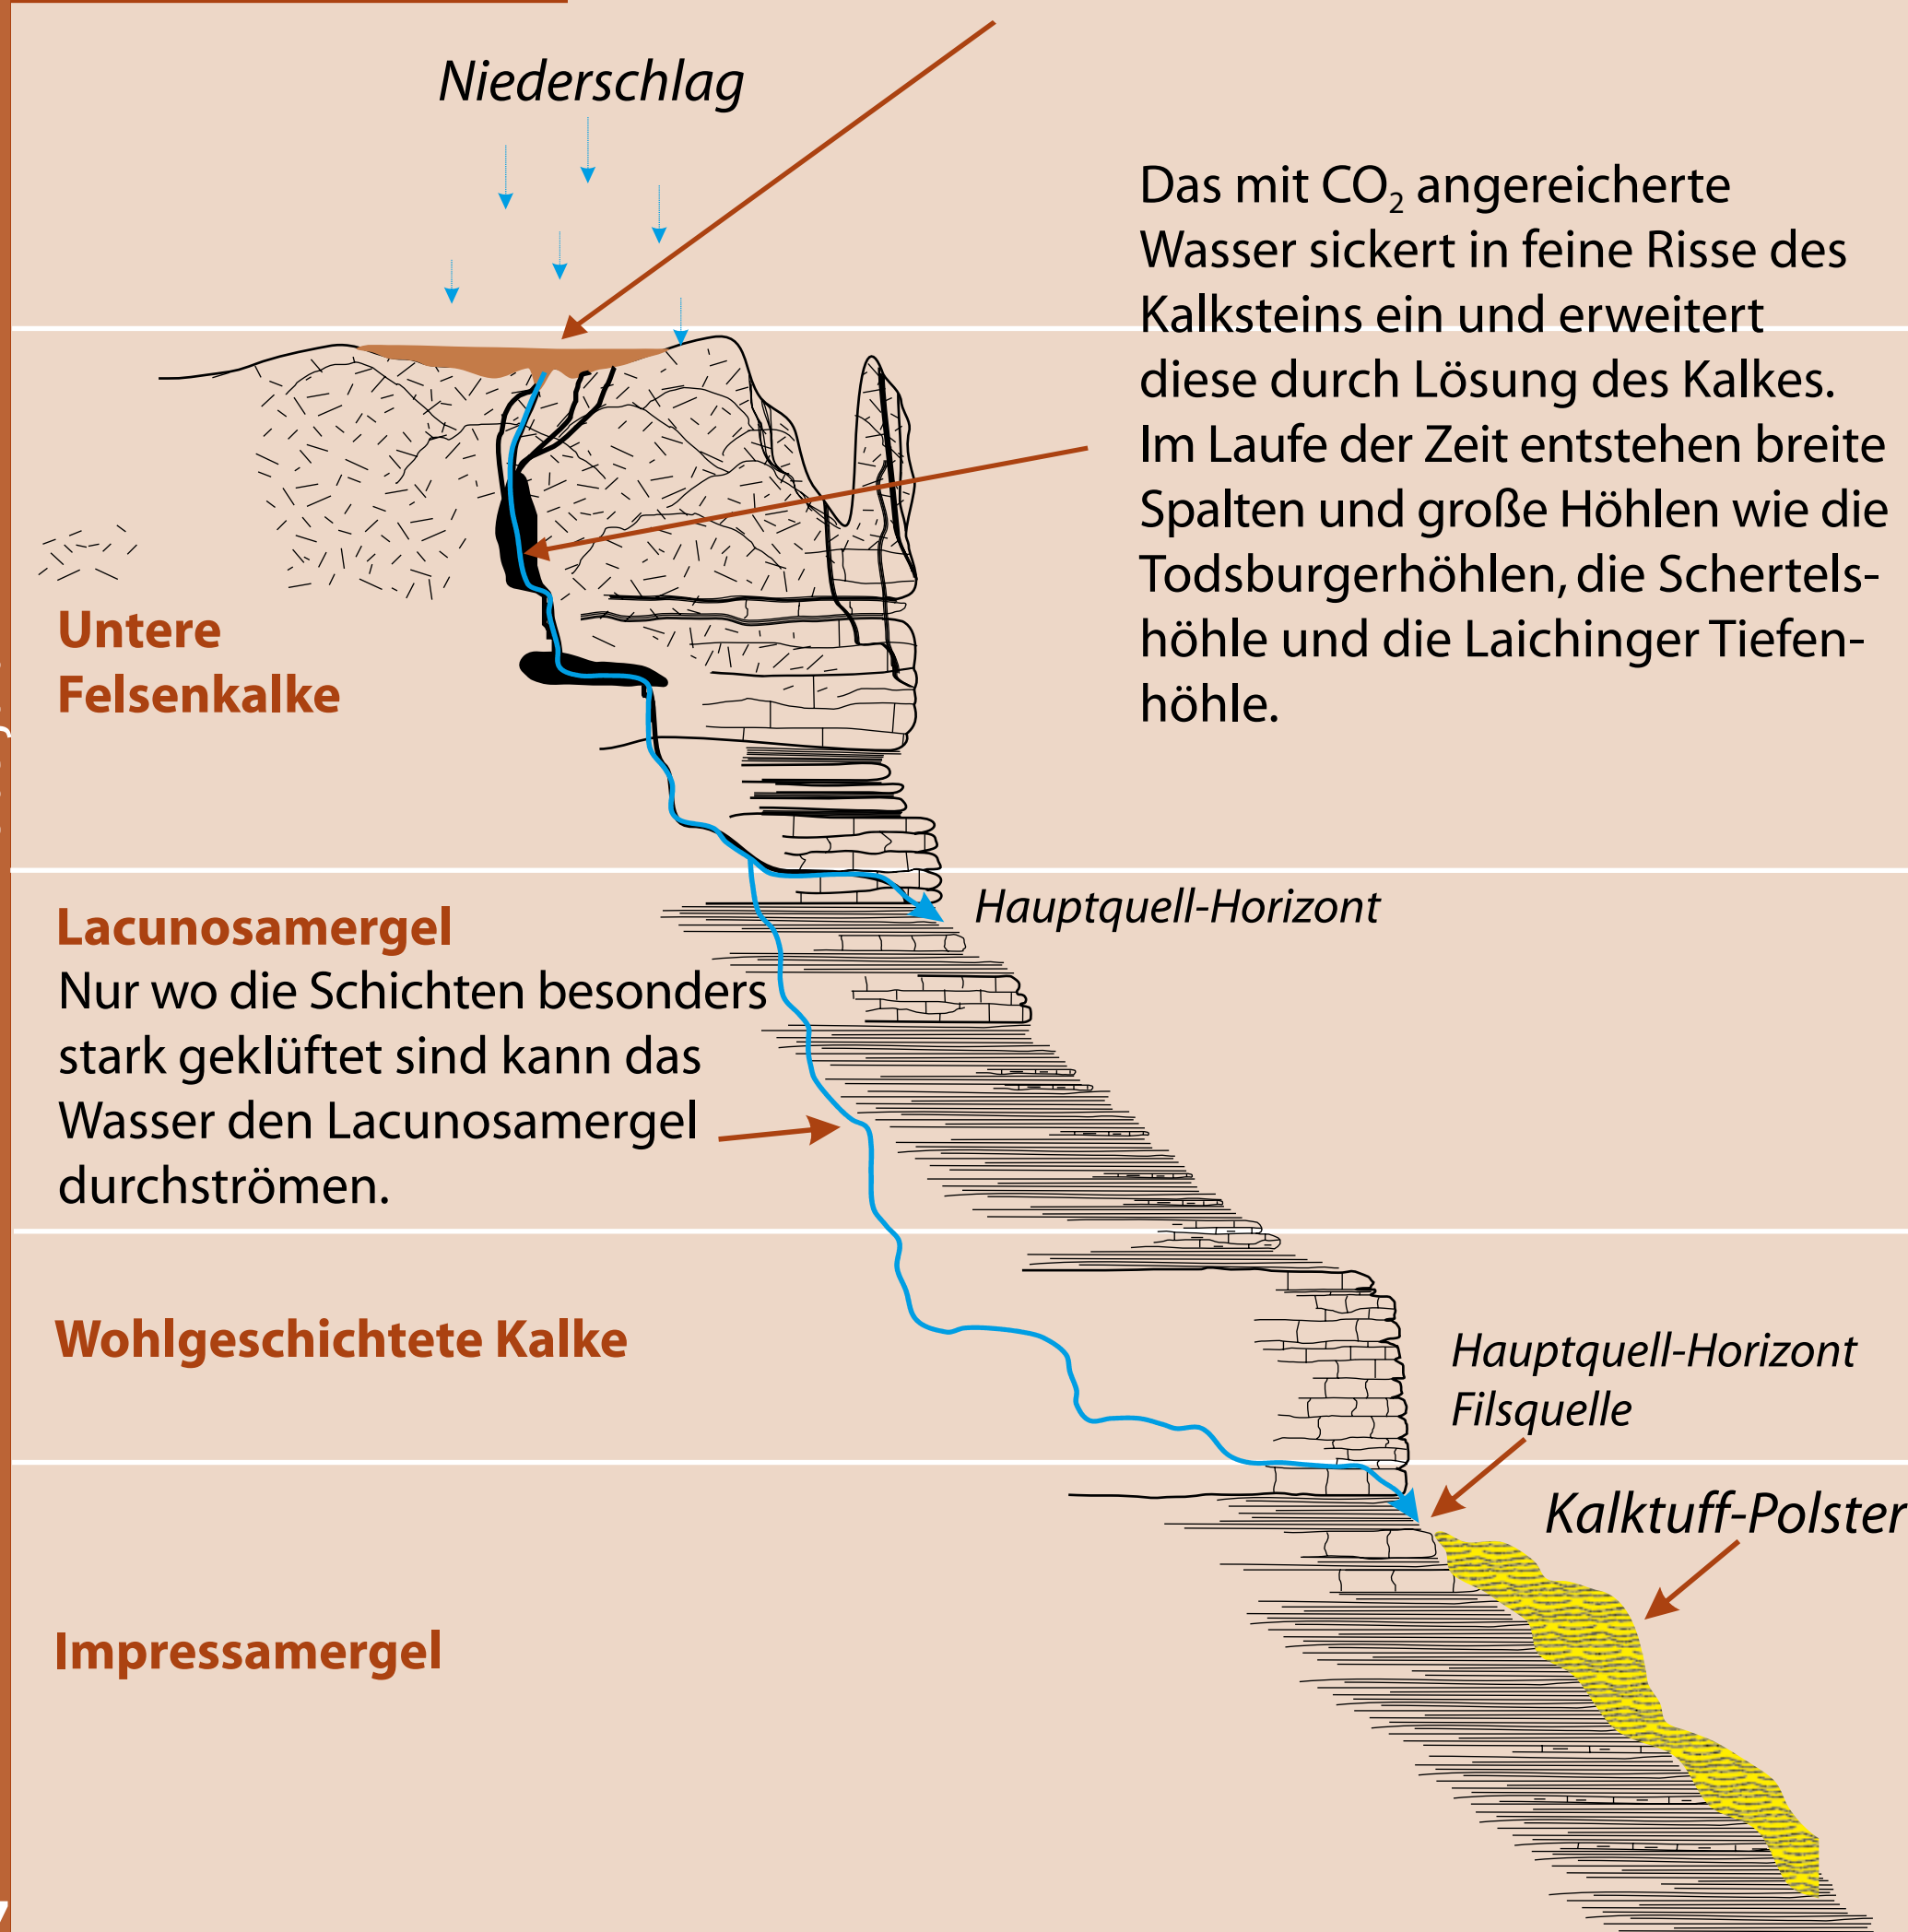 Niederschlag
Das mit CO₂ angereicherte
Wasser sickert in feine Risse des
Kalksteins ein und erweitert
diese durch Lösung des Kalkes.
Im Laufe der Zeit entstehen breite
Spalten und große Höhlen wie die
Todsburgerhöhlen, die Schertels-
höhle und die Laichinger Tiefen-
höhle.
Untere
Felsenkalke
Hauptquell-Horizont
Lacunosamergel
Nur wo die Schichten besonders
stark geklüftet sind kann das
Wasser den Lacunosamergel
durchströmen.
Wohlgeschichtete Kalke
Hauptquell-Horizont
Filsquelle
Kalktuff-Polster
Impressamergel